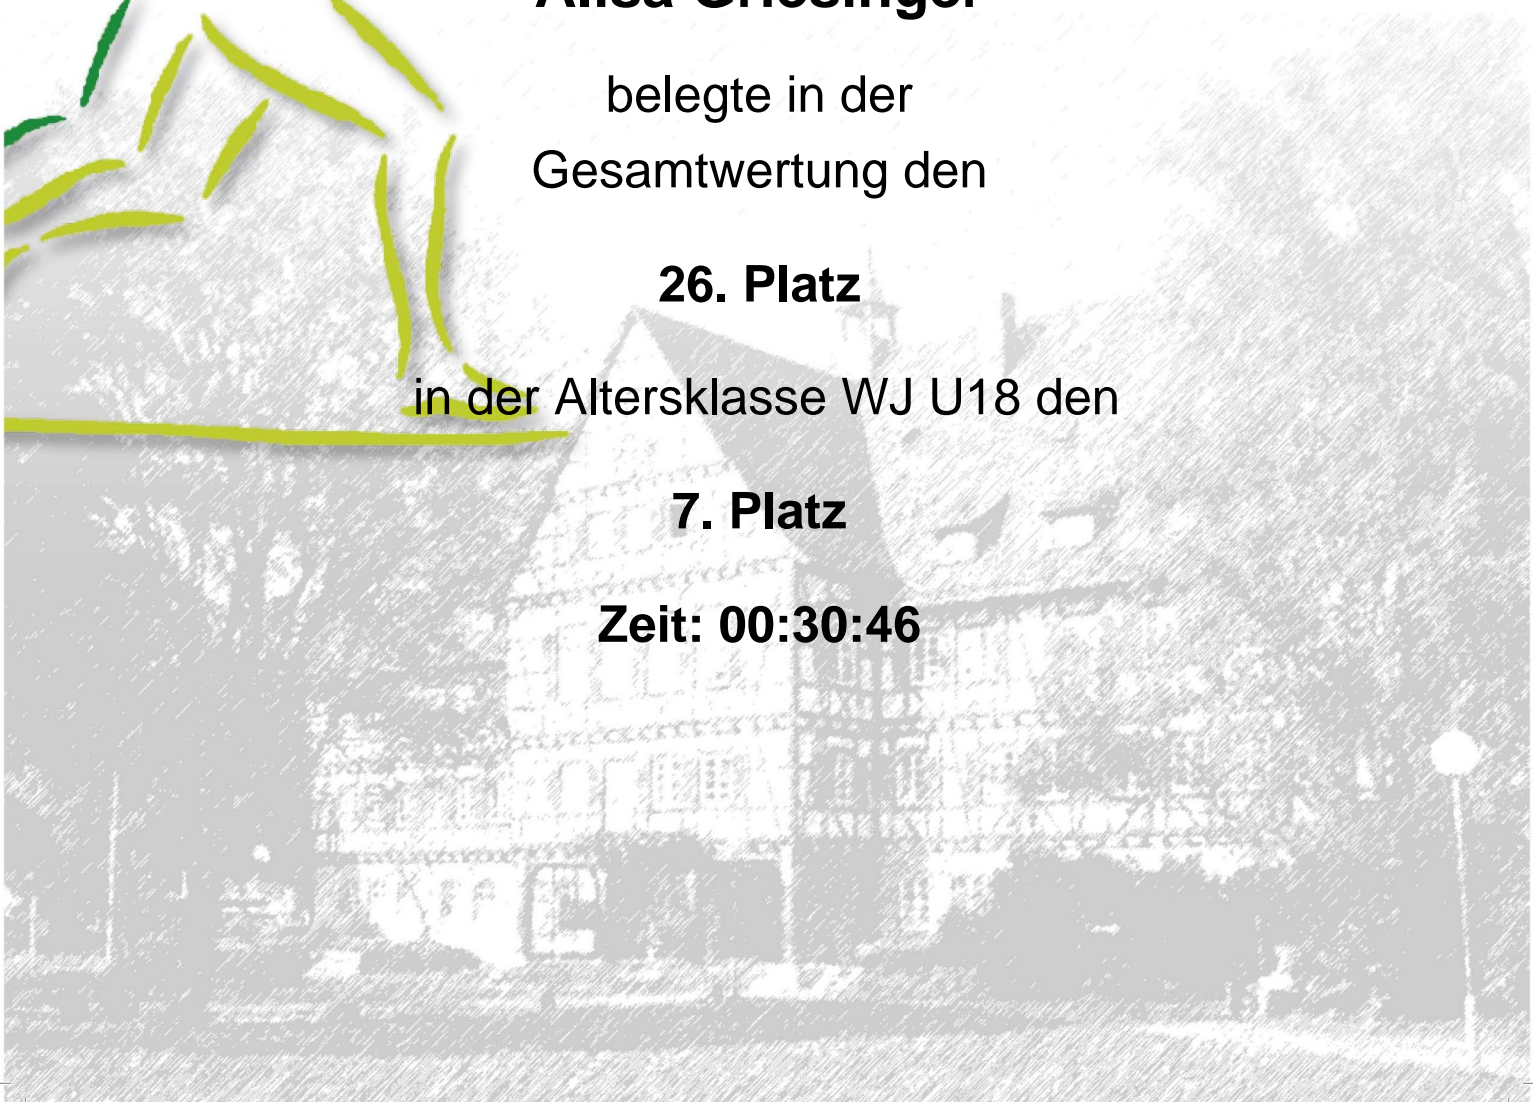 Griesinger
belegte in der
Gesamtwertung den
26. Platz
in der Altersklasse WJ U18 den
7. Platz
Zeit: 00:30:46